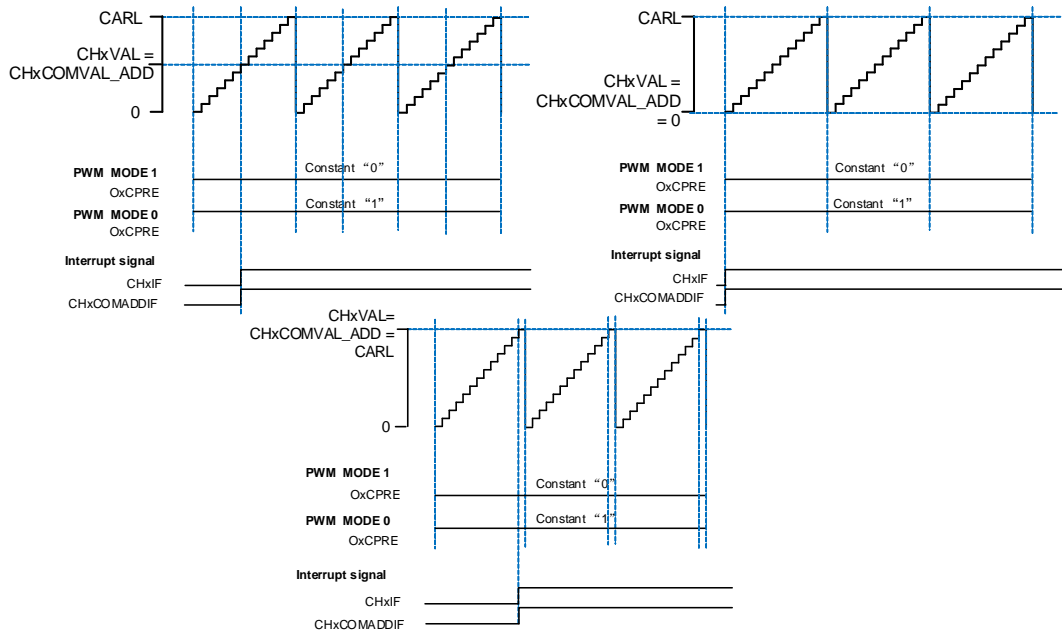 CARL
CHxVAL =
CHxCOMVAL_ADD
0
PWM MODE 1
OxCPRE
Constant “0”
PWM MODE 0
OxCPRE
Constant “1”
Interrupt signal
CHxIF
CHxCOMADDIF
CARL
CHxVAL =
CHxCOMVAL_ADD
= 0
PWM MODE 1
OxCPRE
Constant “0”
PWM MODE 0
OxCPRE
Constant “1”
Interrupt signal
CHxIF
CHxCOMADDIF
CHxVAL=
CHxCOMVAL_ADD =
CARL
0
PWM MODE 1
OxCPRE
Constant “0”
PWM MODE 0
OxCPRE
Constant “1”
Interrupt signal
CHxIF
CHxCOMADDIF